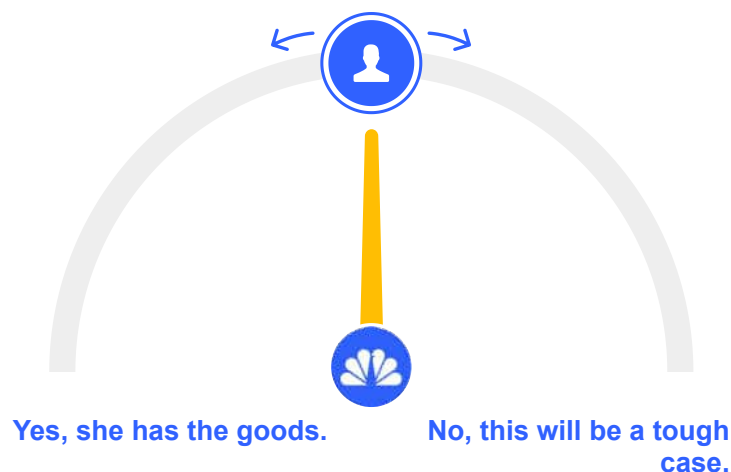 Yes, she has the goods.
No, this will be a tough
case.